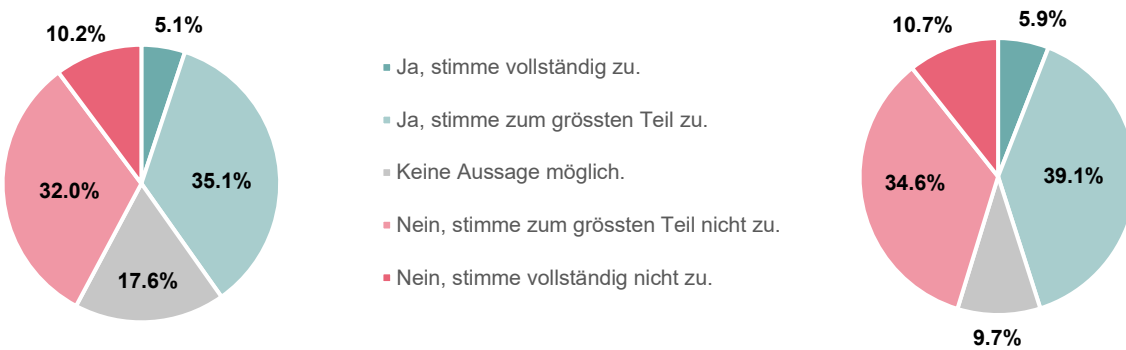 10.2%
5.1%
35.1%
32.0%
17.6%
Ja, stimme vollständig zu.
Ja, stimme zum grössten Teil zu.
Keine Aussage möglich.
Nein, stimme zum grössten Teil nicht zu.
Nein, stimme vollständig nicht zu.
10.7%
5.9%
34.6%
39.1%
9.7%